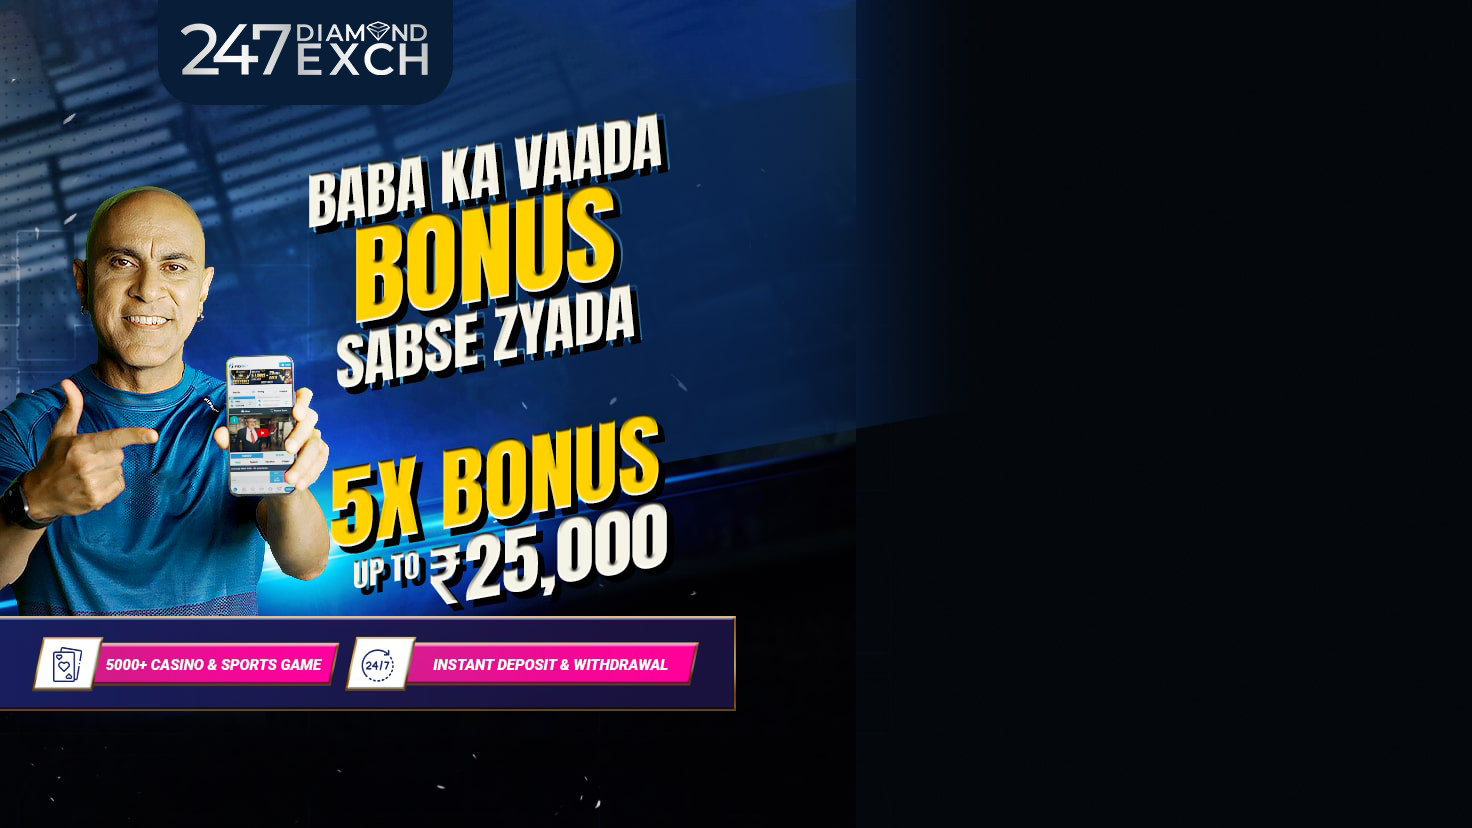 247 DIAMOND
EXCH
BABA KA VAADA
BONUS
SABSE ZYADA
5X BONUS
UP TO ₹25,000
5000+ CASINO & SPORTS GAME
24/7
INSTANT DEPOSIT & WITHDRAWAL